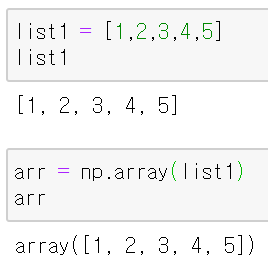 list1 = [1,2,3,4,5]
list1
[1, 2, 3, 4, 5]
arr = np.array(list1)
arr
array([1, 2, 3, 4, 5])